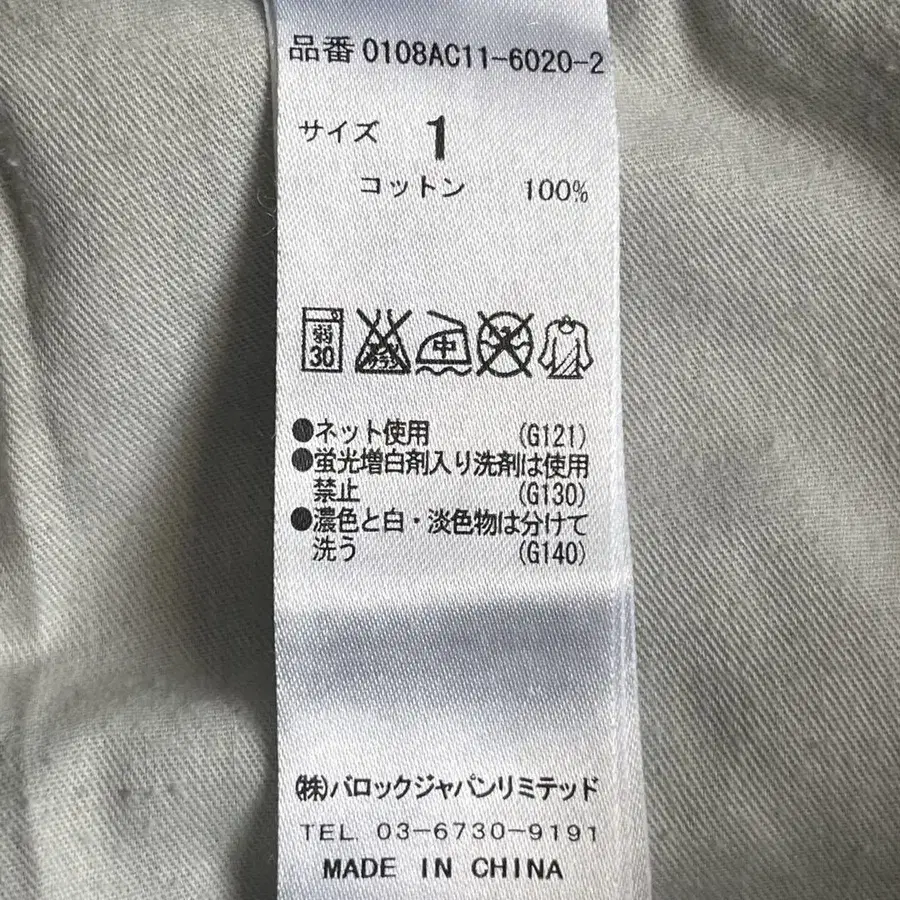 品番 0108AC11-6020-2
サイズ 1
コットン 100%
弱 中
30
●ネット使用 (G121)
●蛍光増白剤入り洗剤は使用
禁止 (G130)
●濃色と白・淡色物は分けて
洗う (G140)
(株)バロックジャパンリミテッド
TEL 03-6730-9191
MADE IN CHINA